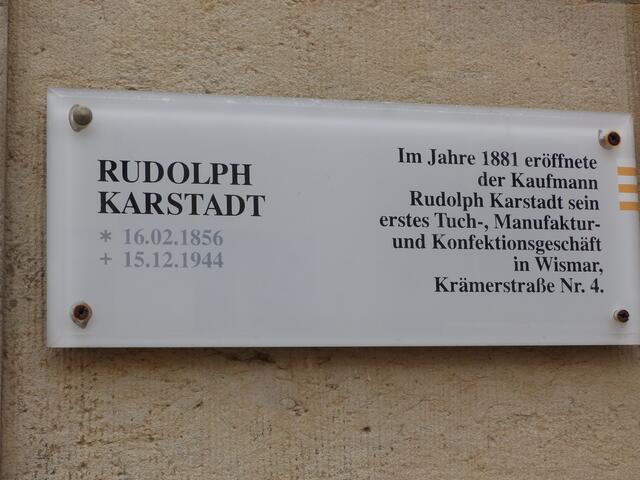 RUDOLPH
KARSTADT
* 16.02.1856
+ 15.12.1944
Im Jahre 1881 eröffnete
der Kaufmann
Rudolph Karstadt sein
erstes Tuch-, Manufaktur-
und Konfektionsgeschäft
in Wismar,
Krämerstraße Nr. 4.